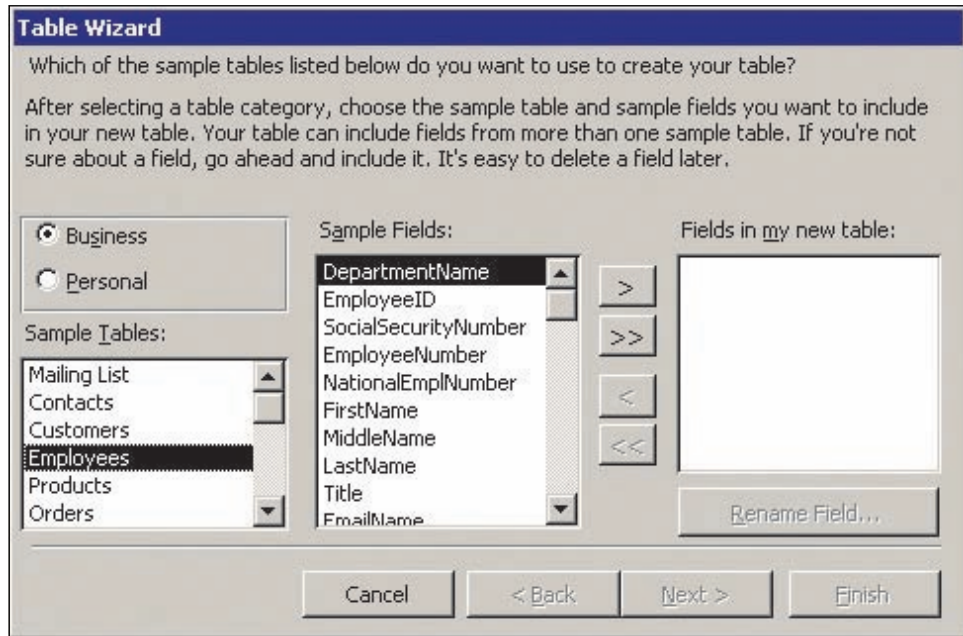 Table Wizard
Which of the sample tables listed below do you want to use to create your table?
After selecting a table category, choose the sample table and sample fields you want to include
in your new table. Your table can include fields from more than one sample table. If you're not
sure about a field, go ahead and include it. It's easy to delete a field later.
Business
Personal
Sample Tables:
Mailing List
Contacts
Customers
Employees
Products
Orders
Sample Fields:
DepartmentName
EmployeeID
SocialSecurityNumber
EmployeeNumber
NationalEmplNumber
FirstName
MiddleName
LastName
Title
EmailName
>
>>
<
<<
Fields in my new table:
Rename Field...
Cancel
< Back
Next >
Finish